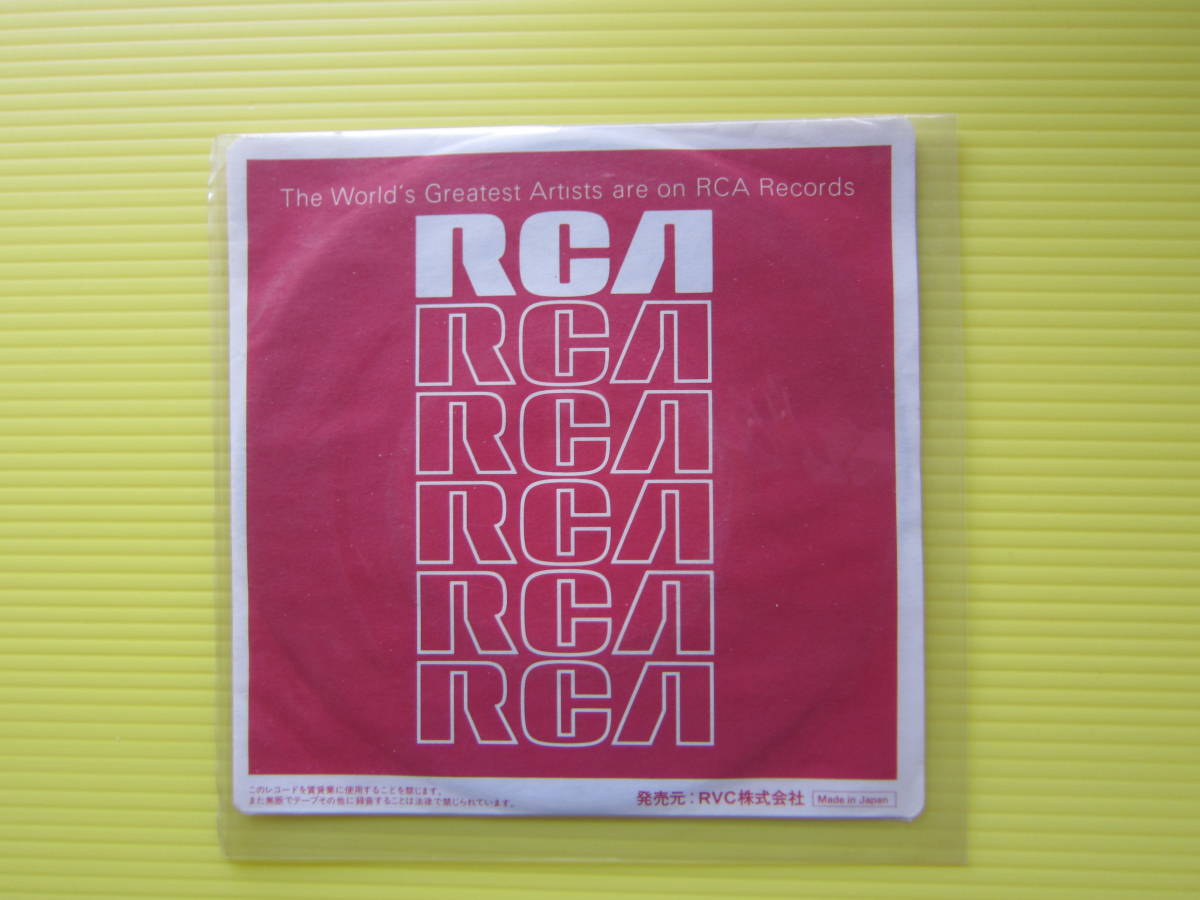 The World's Greatest Artists are on RCA Records
RCA
RCA
RCA
RCA
RCA
RCA
このレコードを賃貸業に使用することを禁じます。
また無断でテープその他に録音することは法律で禁じられています。
発売元:RVC株式会社
Made in Japan